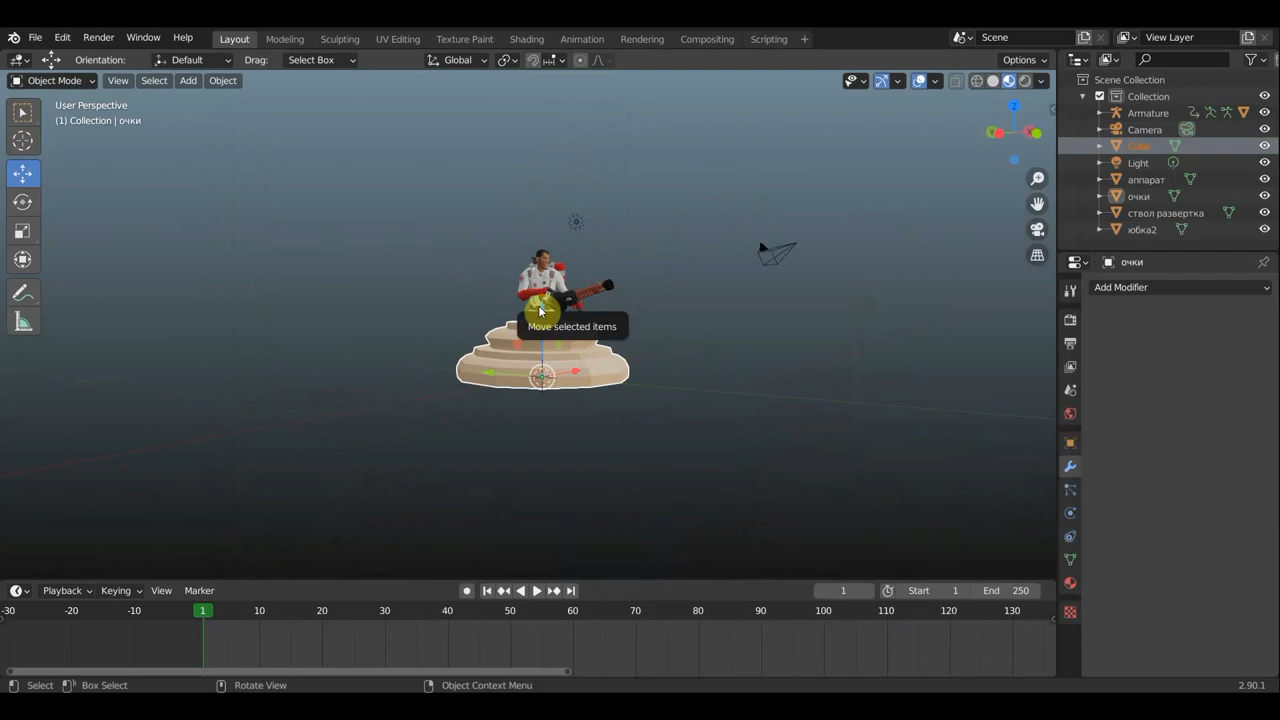 File Edit Render Window Help Layout Modeling Sculpting UV Editing Texture Paint Shading Animation Rendering Compositing Scripting + Scene View Layer
Orientation: Default Drag: Select Box Global Options
Object Mode View Select Add Object
User Perspective
(1) Collection | очки
Z
Y
X
Move selected items
Scene Collection
Collection
Armature
Camera
Cube
Light
аппарат
очки
ствол развертка
юбка2
очки
Add Modifier
Playback Keying View Marker 1 Start 1 End 250
-30 -20 -10 1 10 20 30 40 50 60 70 80 90 100 110 120 130
Select Box Select Rotate View Object Context Menu 2.90.1